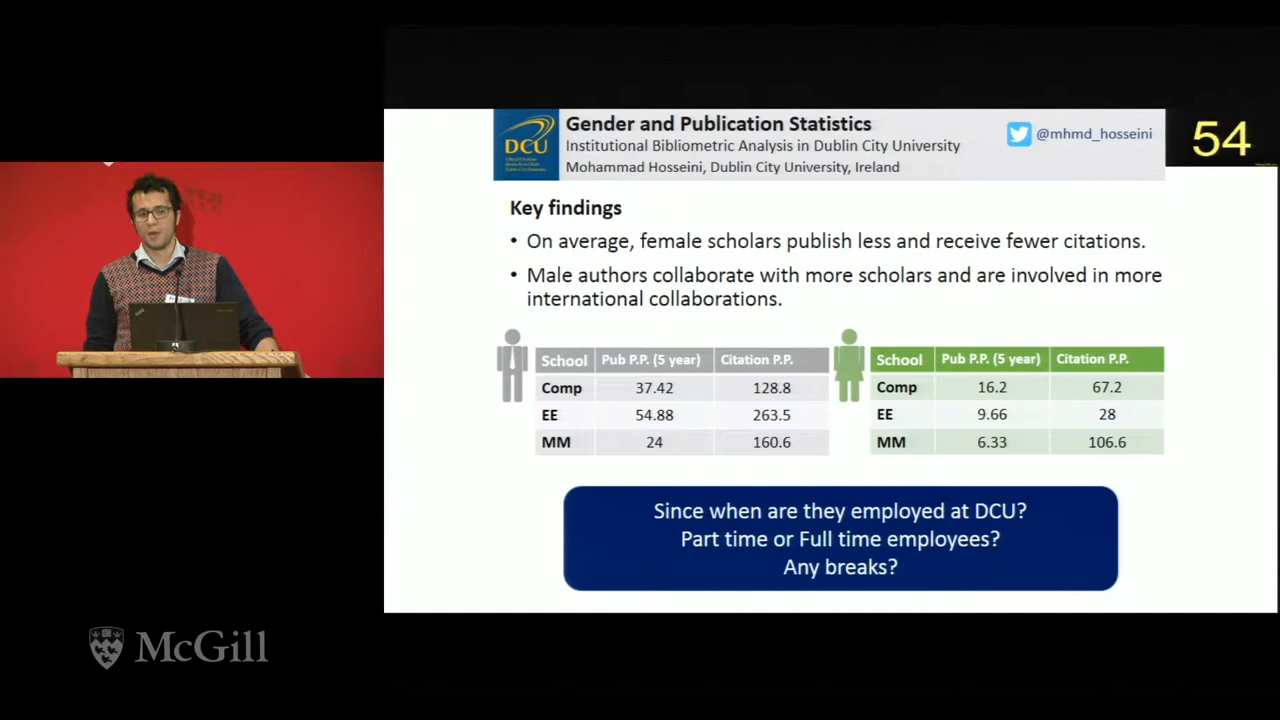 DCU
Gender and Publication Statistics
Institutional Bibliometric Analysis in Dublin City University
Mohammad Hosseini, Dublin City University, Ireland
@mhmd_hosseini
54
Key findings
• On average, female scholars publish less and receive fewer citations.
• Male authors collaborate with more scholars and are involved in more
international collaborations.
School Pub P.P. (5 year) Citation P.P.
Comp 37.42 128.8
EE 54.88 263.5
MM 24 160.6
School Pub P.P. (5 year) Citation P.P.
Comp 16.2 67.2
EE 9.66 28
MM 6.33 106.6
Since when are they employed at DCU?
Part time or Full time employees?
Any breaks?
McGill